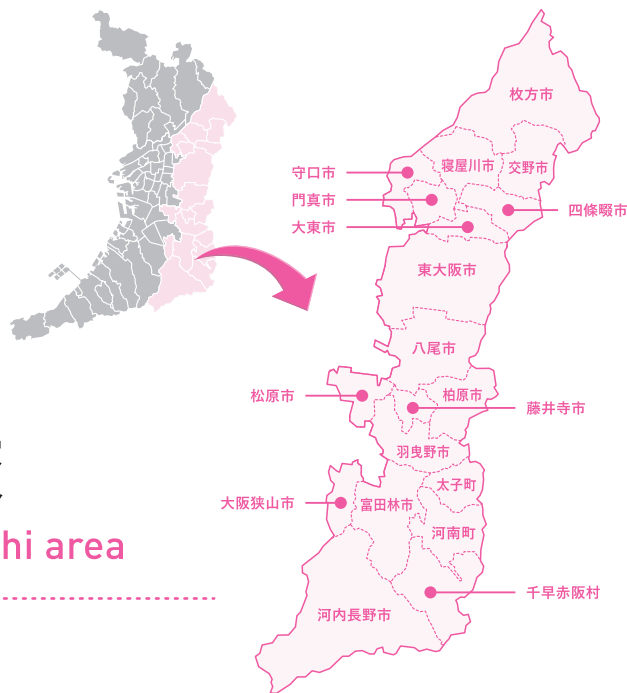 枚方市
守口市
寝屋川市
交野市
門真市
四條畷市
大東市
東大阪市
八尾市
松原市
柏原市
藤井寺市
羽曳野市
太子町
大阪狭山市
富田林市
河南町
hi area
千早赤阪村
河内長野市